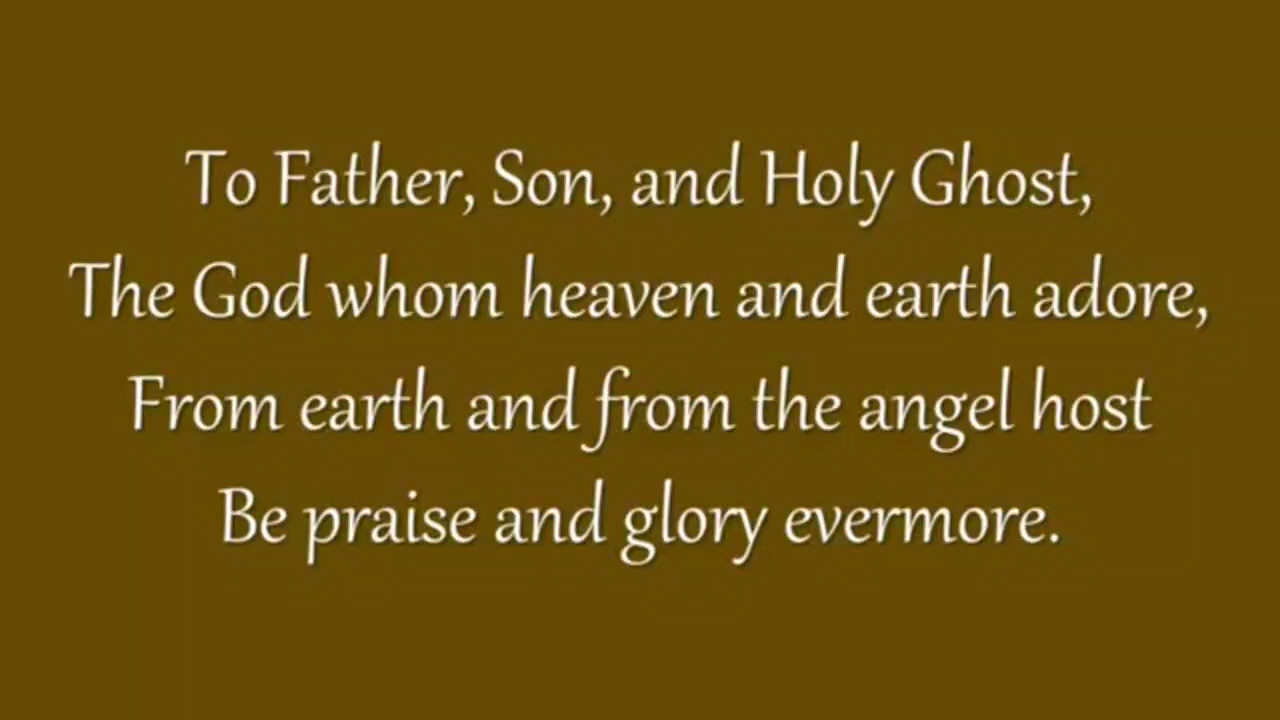 To Father, Son, and Holy Ghost,
The God whom heaven and earth adore,
From earth and from the angel host
Be praise and glory evermore.